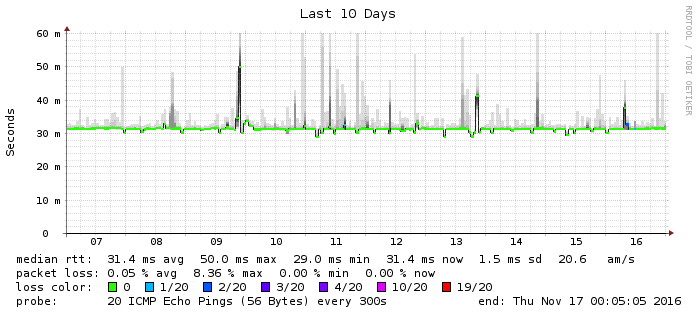 Last 10 Days
RRDTOOL / TOBI OETIKER
Seconds
60 m
50 m
40 m
30 m
20 m
10 m
0
07 08 09 10 11 12 13 14 15 16
median rtt: 31.4 ms avg 50.0 ms max 29.0 ms min 31.4 ms now 1.5 ms sd 20.6 am/s
packet loss: 0.05 % avg 8.36 % max 0.00 % min 0.00 % now
loss color: 0 1/20 2/20 3/20 4/20 10/20 19/20
probe: 20 ICMP Echo Pings (56 Bytes) every 300s end: Thu Nov 17 00:05:05 2016